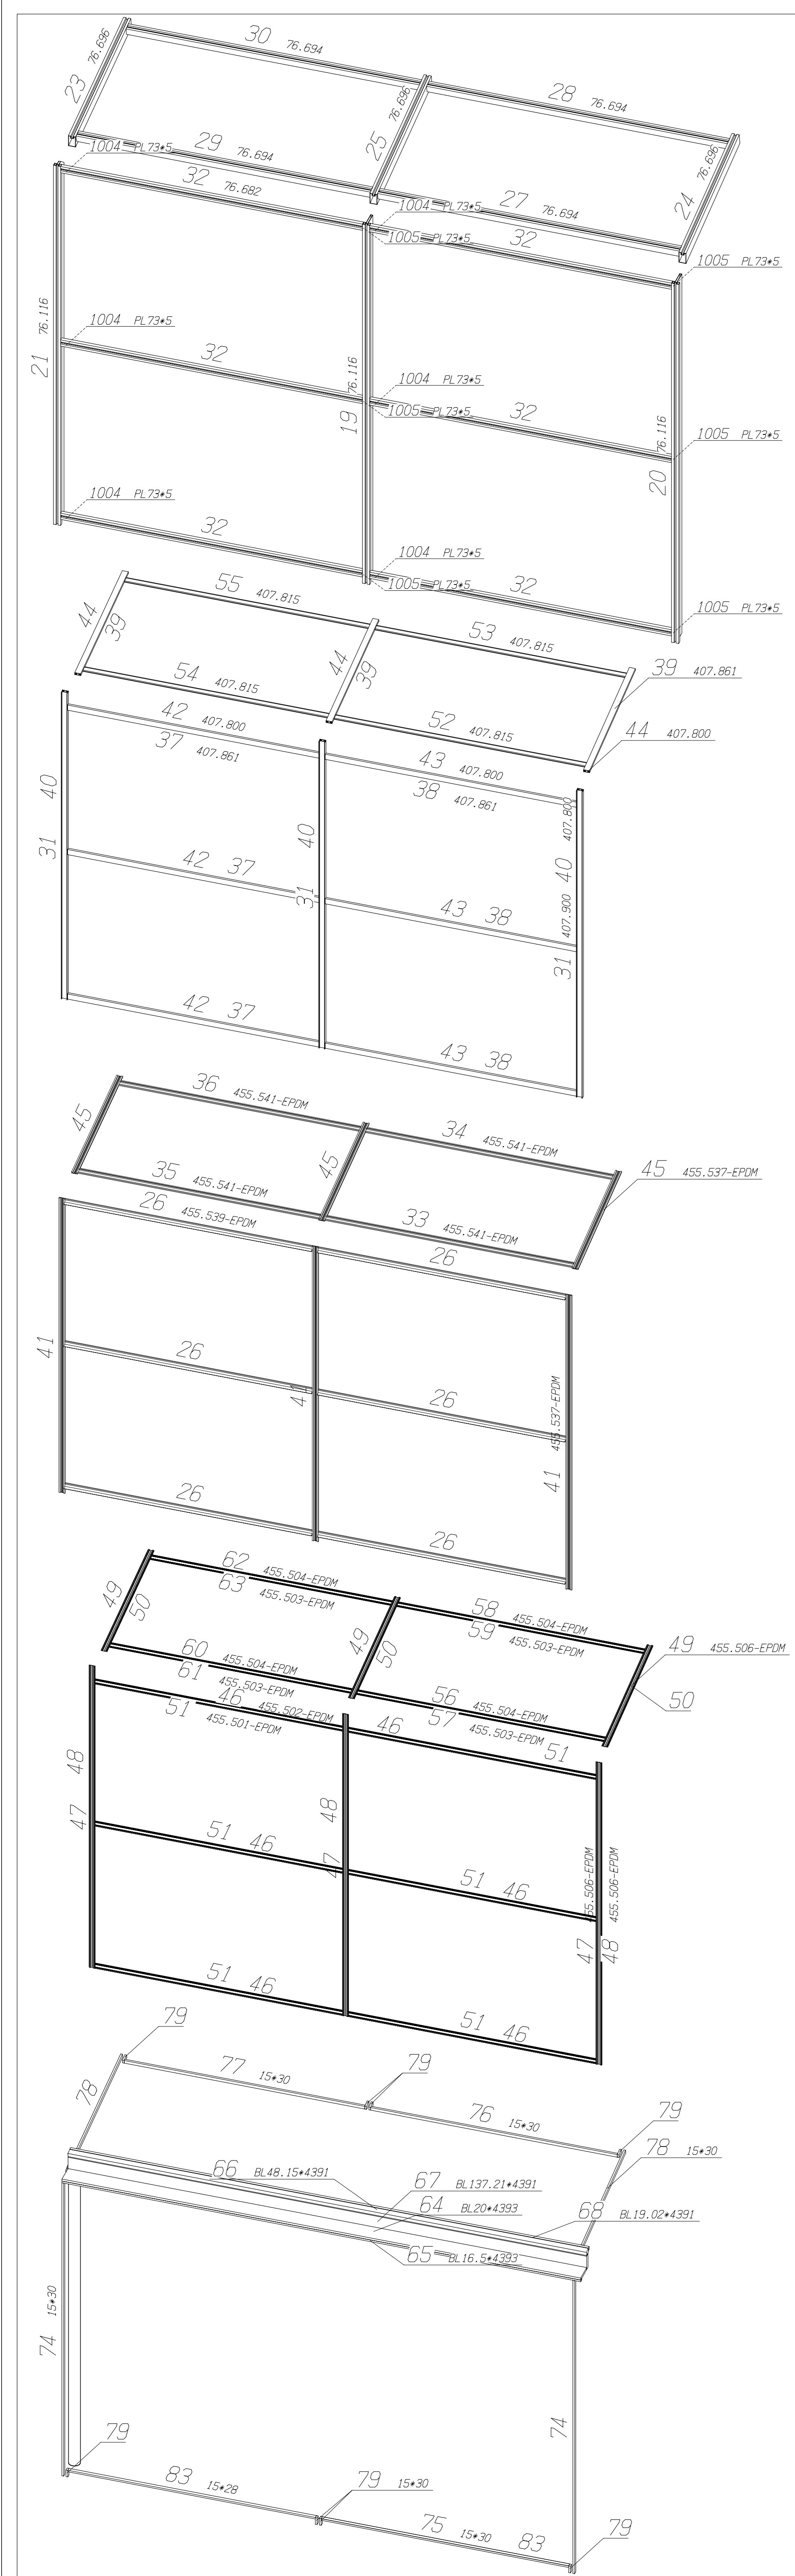 30 76.694
76.696
23
28 76.694
76.696
25
29 76.694
1004 PL73*5
32 76.682
27 76.694
76.696
24
1004 PL73*5
1005 PL73*5
32
1005 PL73*5
76.116
21
1004 PL73*5
32
76.116
19
1004 PL73*5
1005 PL73*5
32
76.116
20
1005 PL73*5
1004 PL73*5
32
1004 PL73*5
1005 PL73*5
32
1005 PL73*5
55 407.815
44
39
53 407.815
44
39
39 407.861
54 407.815
52 407.815
44 407.800
42 407.800
37 407.861
43 407.800
38 407.861
40
31
40
31
407.800
40
407.900
31
42 37
43 38
42 37
43 38
36 455.541-EPDM
45
34 455.541-EPDM
45
45 455.537-EPDM
35 455.541-EPDM
33 455.541-EPDM
26 455.539-EPDM
26
41
26
41
26
455.537-EPDM
41
26
26
62 455.504-EPDM
63 455.503-EPDM
49
50
58 455.504-EPDM
59 455.503-EPDM
49
50
49 455.506-EPDM
50
60 455.504-EPDM
61 455.503-EPDM
56 455.504-EPDM
57 455.503-EPDM
46 455.502-EPDM
51 455.501-EPDM
46
51
48
47
48
47
51 46
51 46
455.506-EPDM
455.506-EPDM
47
48
51 46
51 46
79
77 15*30
79
78
76 15*30
79
78 15*30
66 BL48.15*4391
67 BL137.21*4391
64 BL20*4393
68 BL19.02*4391
65 BL16.5*4393
15*30
74
74
79
83 15*28
79 15*30
75 15*30
83
79